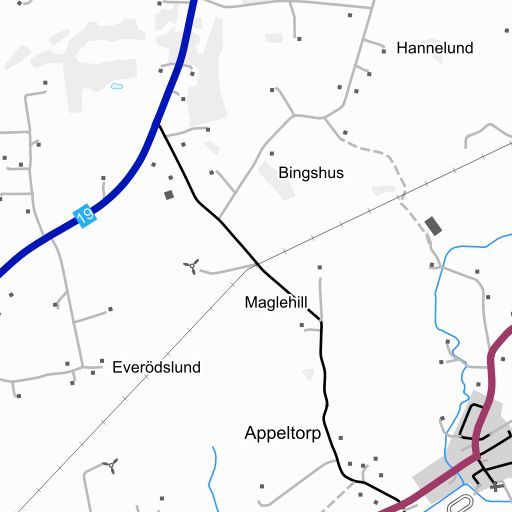 Hannelund
Bingshus
19
Maglehill
Everödslund
Appeltorp